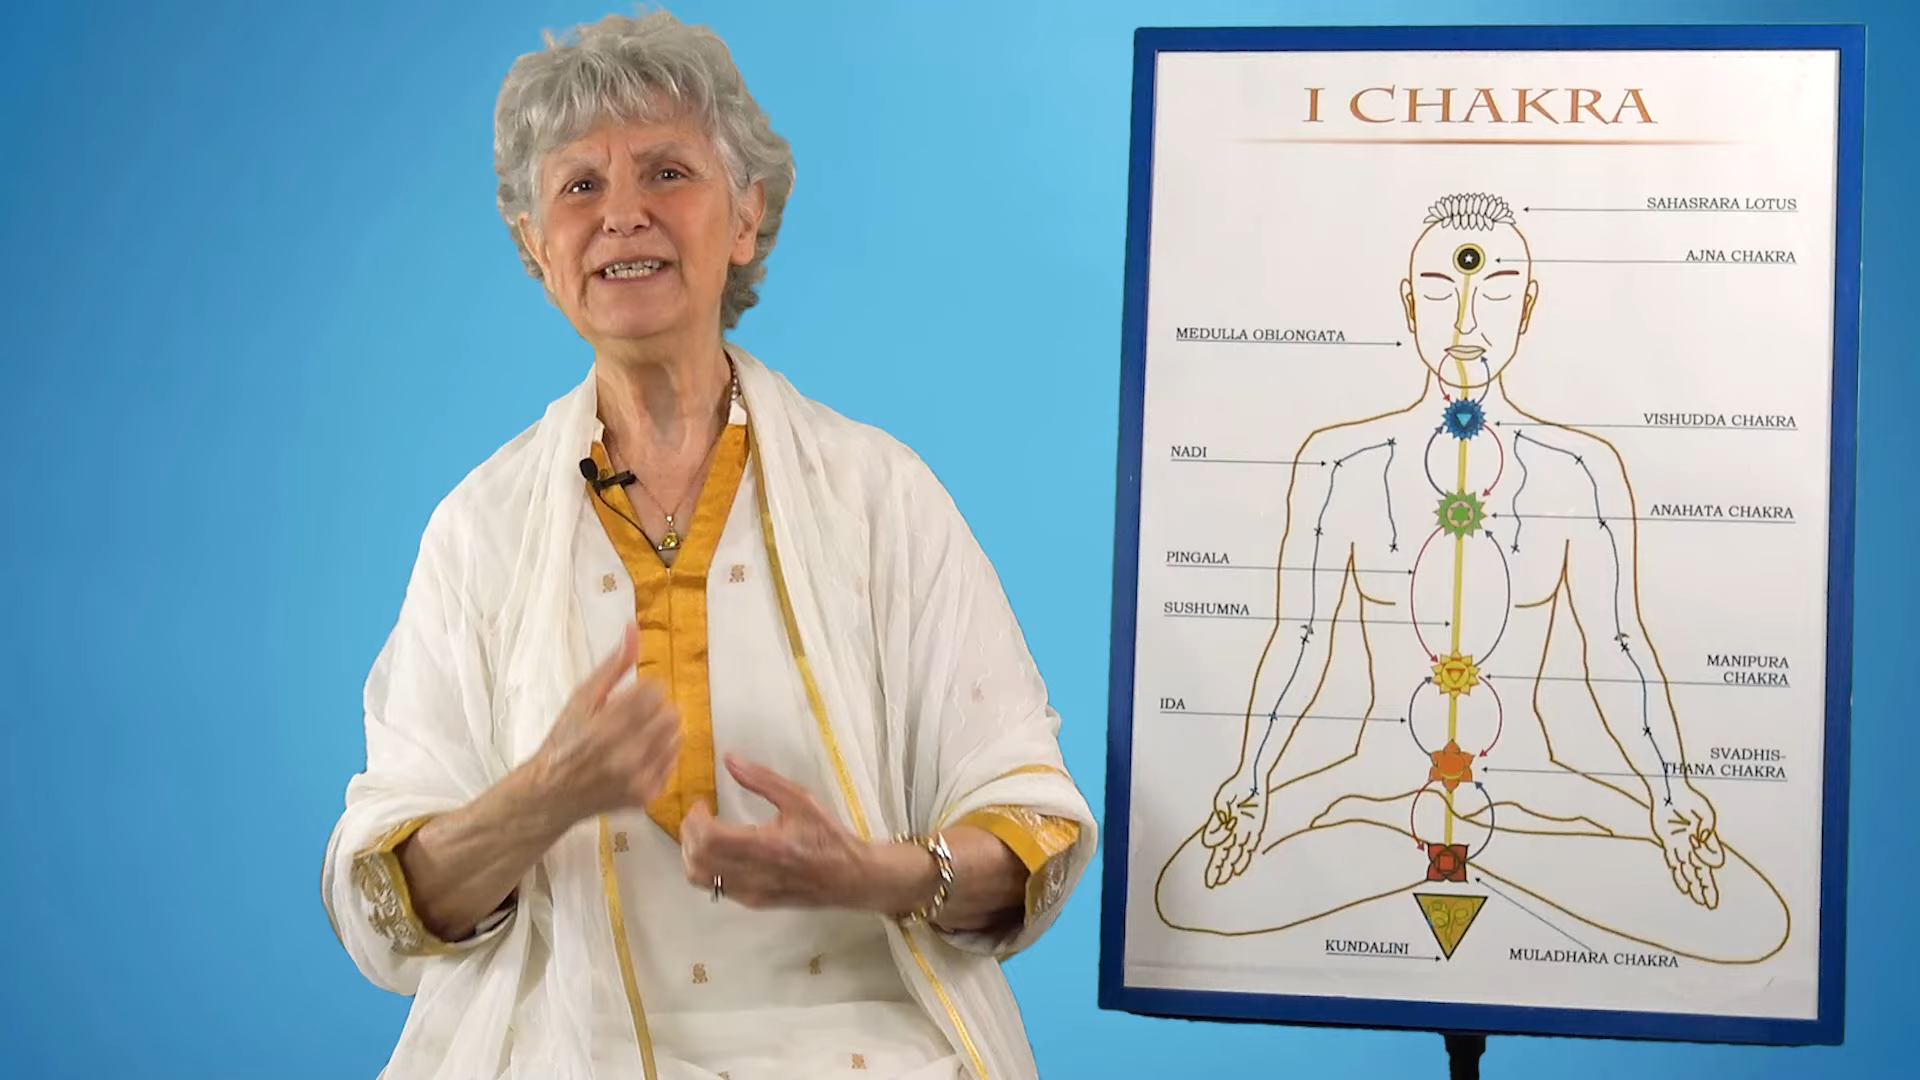 I CHAKRA
SAHASRARA LOTUS
AJNA CHAKRA
MEDULLA OBLONGATA
VISHUDDA CHAKRA
NADI
ANAHATA CHAKRA
PINGALA
SUSHUMNA
MANIPURA
CHAKRA
IDA
SVADHIS-
THANA CHAKRA
KUNDALINI
MULADHARA CHAKRA